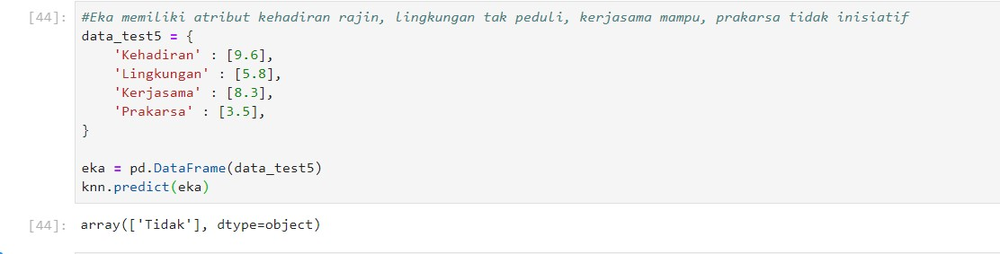 [44]: #Eka memiliki atribut kehadiran rajin, lingkungan tak peduli, kerjasama mampu, prakarsa tidak inisiatif
data_test5 = {
    'Kehadiran' : [9.6],
    'Lingkungan' : [5.8],
    'Kerjasama' : [8.3],
    'Prakarsa' : [3.5],
}

eka = pd.DataFrame(data_test5)
knn.predict(eka)
[44]: array(['Tidak'], dtype=object)